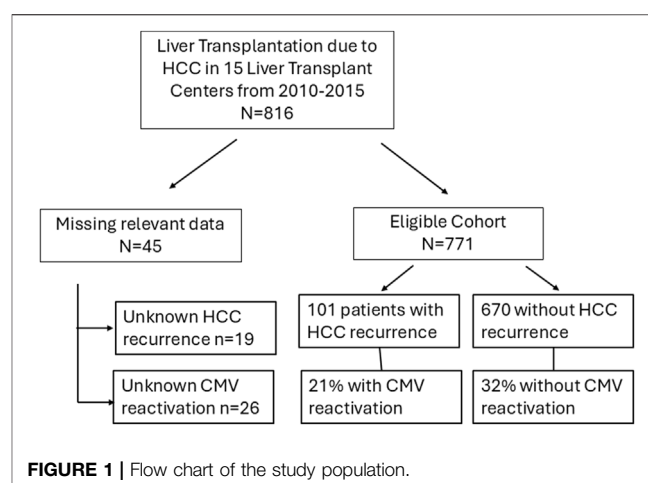 Liver Transplantation due to
HCC in 15 Liver Transplant
Centers from 2010-2015
N=816
Missing relevant data
N=45
Eligible Cohort
N=771
Unknown HCC
recurrence n=19
Unknown CMV
reactivation n=26
101 patients with
HCC recurrence
670 without HCC
recurrence
21% with CMV
reactivation
32% without CMV
reactivation
FIGURE 1 | Flow chart of the study population.